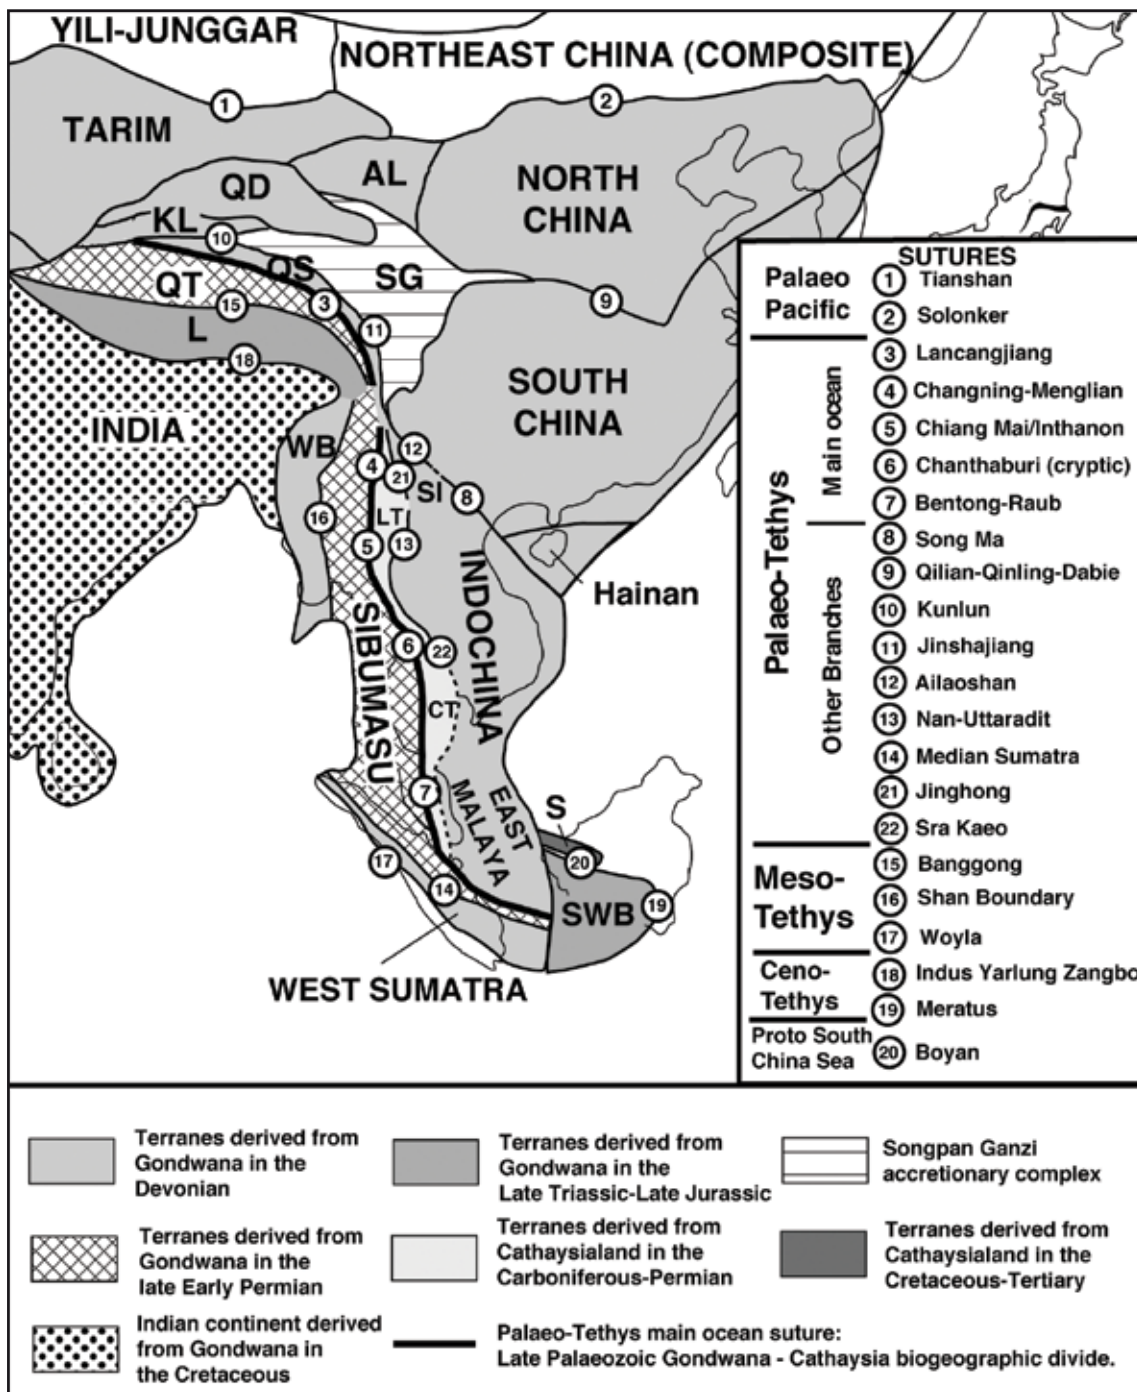 YILI-JUNGGAR
NORTHEAST CHINA (COMPOSITE)
1
2
TARIM
AL
NORTH
CHINA
QD
KL
10
QS
SG
QT
3
15
11
9
L
18
SOUTH
CHINA
INDIA
WB
12
4
21
SI
8
16
LT
5
13
Hainan
INDOCHINA
SIBUMASU
6
22
CT
7
EAST
MALAYA
S
20
17
14
SWB
19
WEST SUMATRA
SUTURES
Palaeo
Pacific
1 Tianshan
2 Solonker
Palaeo-Tethys
Main ocean
3 Lancangjiang
4 Changning-Menglian
5 Chiang Mai/Inthanon
6 Chanthaburi (cryptic)
7 Bentong-Raub
Other Branches
8 Song Ma
9 Qilian-Qinling-Dabie
10 Kunlun
11 Jinshajiang
12 Ailaoshan
13 Nan-Uttaradit
14 Median Sumatra
21 Jinghong
22 Sra Kaeo
Meso-
Tethys
15 Banggong
16 Shan Boundary
17 Woyla
Ceno-
Tethys
18 Indus Yarlung Zangbo
19 Meratus
Proto South
China Sea
20 Boyan
Terranes derived from
Gondwana in the
Devonian
Terranes derived from
Gondwana in the
Late Triassic-Late Jurassic
Songpan Ganzi
accretionary complex
Terranes derived from
Gondwana in the
late Early Permian
Terranes derived from
Cathaysialand in the
Carboniferous-Permian
Terranes derived from
Cathaysialand in the
Cretaceous-Tertiary
Indian continent derived
from Gondwana in
the Cretaceous
Palaeo-Tethys main ocean suture:
Late Palaeozoic Gondwana - Cathaysia biogeographic divide.